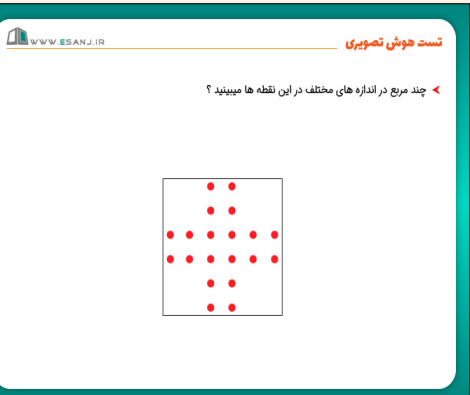 WWW.ESANJ.IR
تست هوش تصویری
چند مربع در اندازه های مختلف در این نقطه ها میبینید ؟